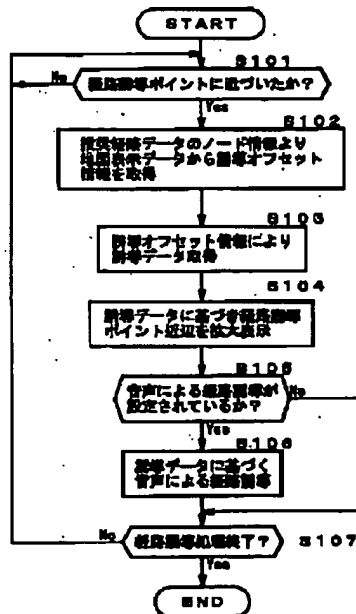 START
S101
経路誘導ポイントに近づいたか?
No
Yes
S102
推奨経路データのノード情報より
地図表示データから誘導オフセット
情報を取得
S103
誘導オフセット情報により
誘導データ取得
S104
誘導データに基づき経路誘導
ポイント近辺を拡大表示
S105
音声による経路誘導が
設定されているか?
No
Yes
S106
誘導データに基づく
音声による経路誘導
No
経路誘導処理終了?
S107
Yes
END